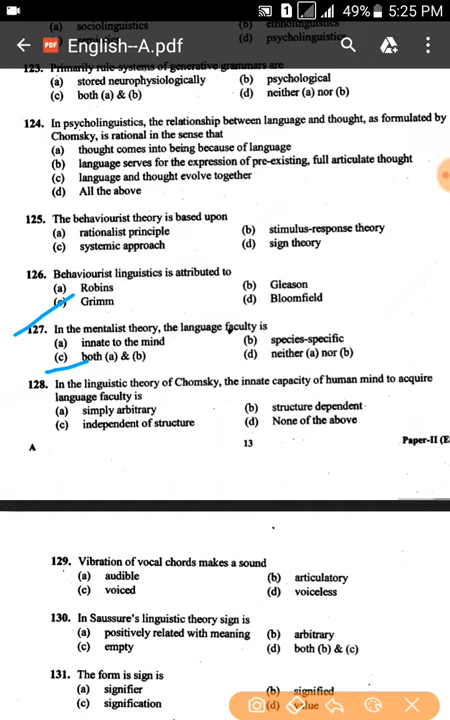 1 49% 5:25 PM
(a) sociolinguistics (b) ethnolinguistics
PDF English--A.pdf
(d) psycholinguistics
123. Primarily rule-systems of generative grammars are
(a) stored neurophysiologically (b) psychological
(c) both (a) & (b) (d) neither (a) nor (b)
124. In psycholinguistics, the relationship between language and thought, as formulated by
Chomsky, is rational in the sense that
(a) thought comes into being because of language
(b) language serves for the expression of pre-existing, full articulate thought
(c) language and thought evolve together
(d) All the above
125. The behaviourist theory is based upon
(a) rationalist principle (b) stimulus-response theory
(c) systemic approach (d) sign theory
126. Behaviourist linguistics is attributed to
(a) Robins (b) Gleason
(c) Grimm (d) Bloomfield
127. In the mentalist theory, the language faculty is
(a) innate to the mind (b) species-specific
(c) both (a) & (b) (d) neither (a) nor (b)
128. In the linguistic theory of Chomsky, the innate capacity of human mind to acquire
language faculty is
(a) simply arbitrary (b) structure dependent
(c) independent of structure (d) None of the above
A 13 Paper-II (E
129. Vibration of vocal chords makes a sound
(a) audible (b) articulatory
(c) voiced (d) voiceless
130. In Saussure's linguistic theory sign is
(a) positively related with meaning (b) arbitrary
(c) empty (d) both (b) & (c)
131. The form is sign is
(a) signifier (b) signified
(c) signification (d) value